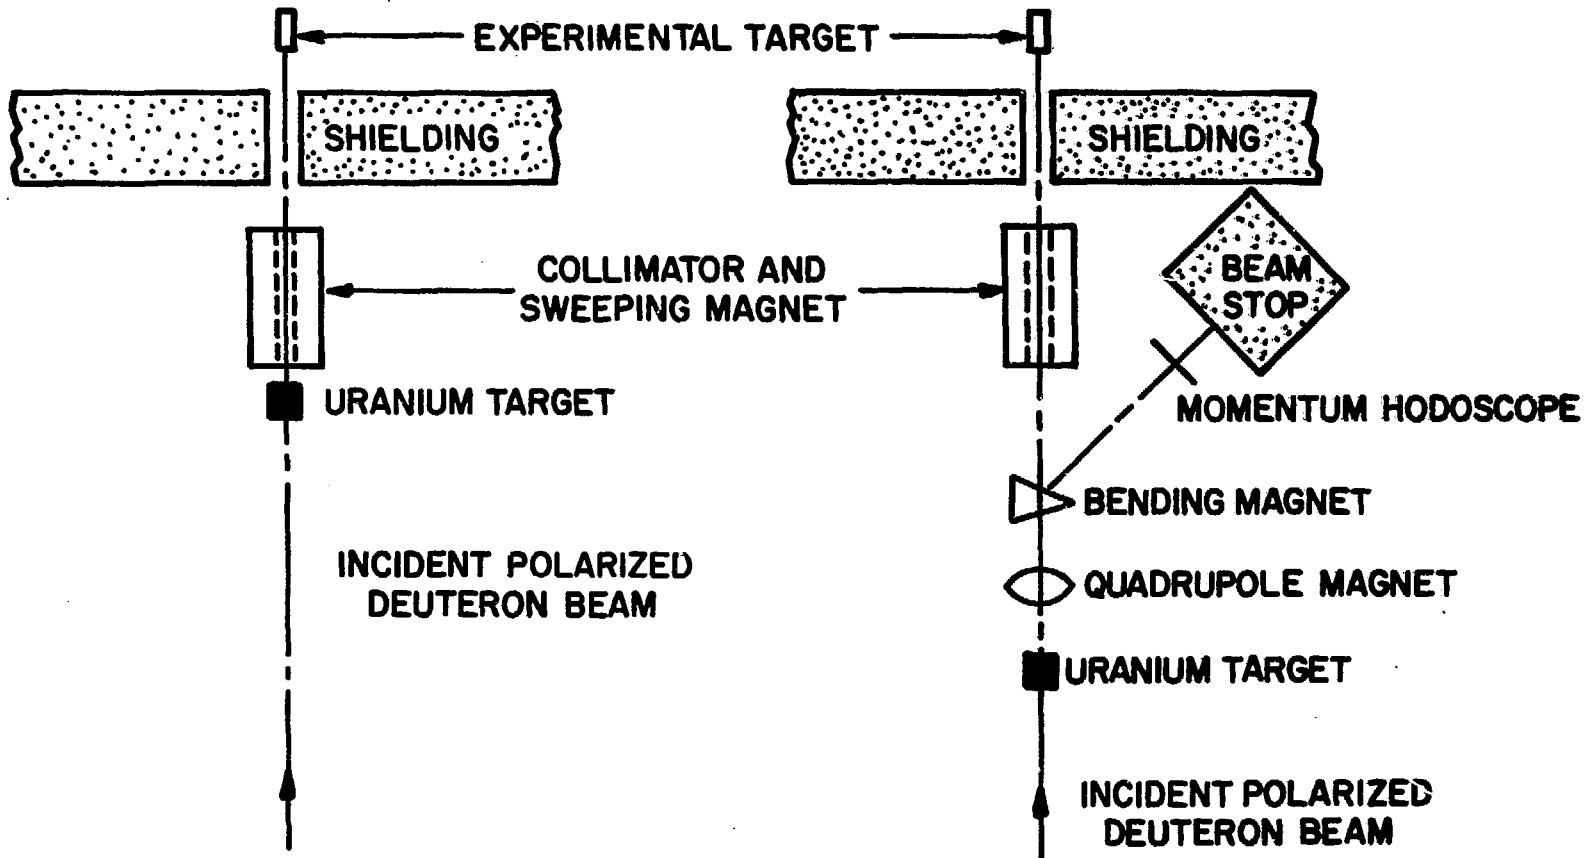 EXPERIMENTAL TARGET
SHIELDING
SHIELDING
COLLIMATOR AND
SWEEPING MAGNET
BEAM
STOP
URANIUM TARGET
MOMENTUM HODOSCOPE
BENDING MAGNET
INCIDENT POLARIZED
DEUTERON BEAM
QUADRUPOLE MAGNET
URANIUM TARGET
INCIDENT POLARIZED
DEUTERON BEAM